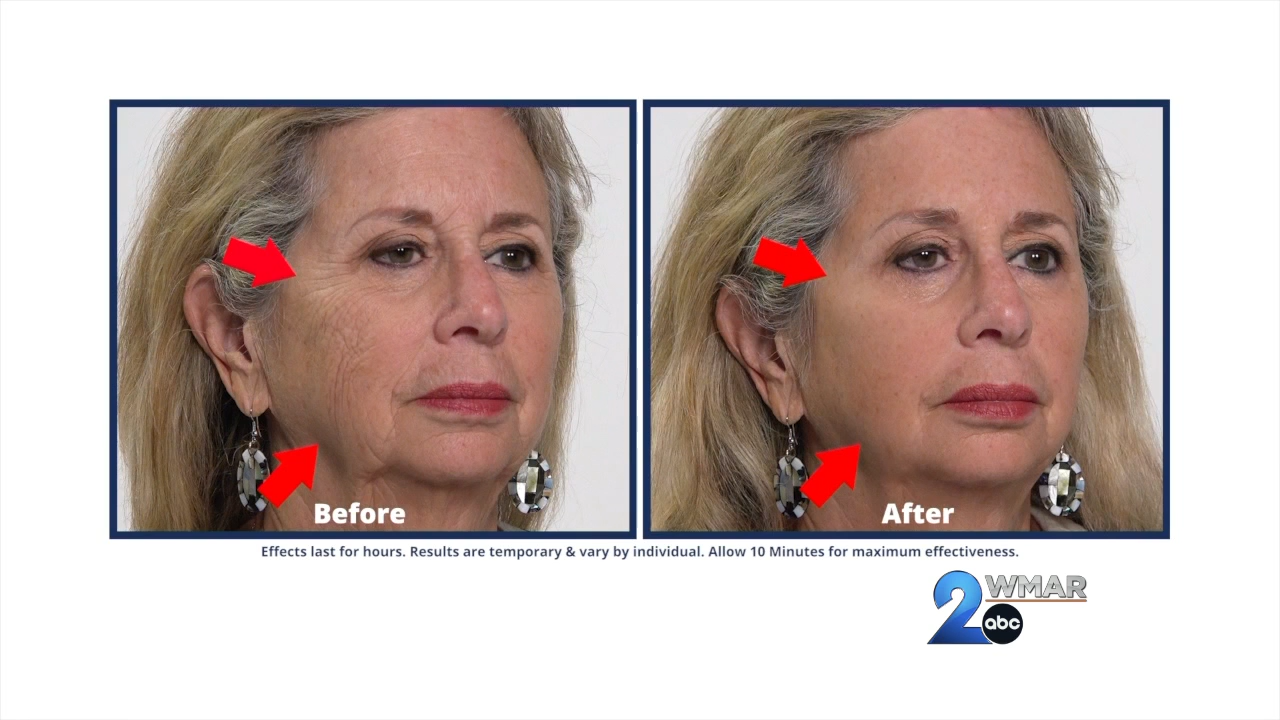 Before
After
Effects last for hours. Results are temporary & vary by individual. Allow 10 Minutes for maximum effectiveness.
2 WMAR
abc